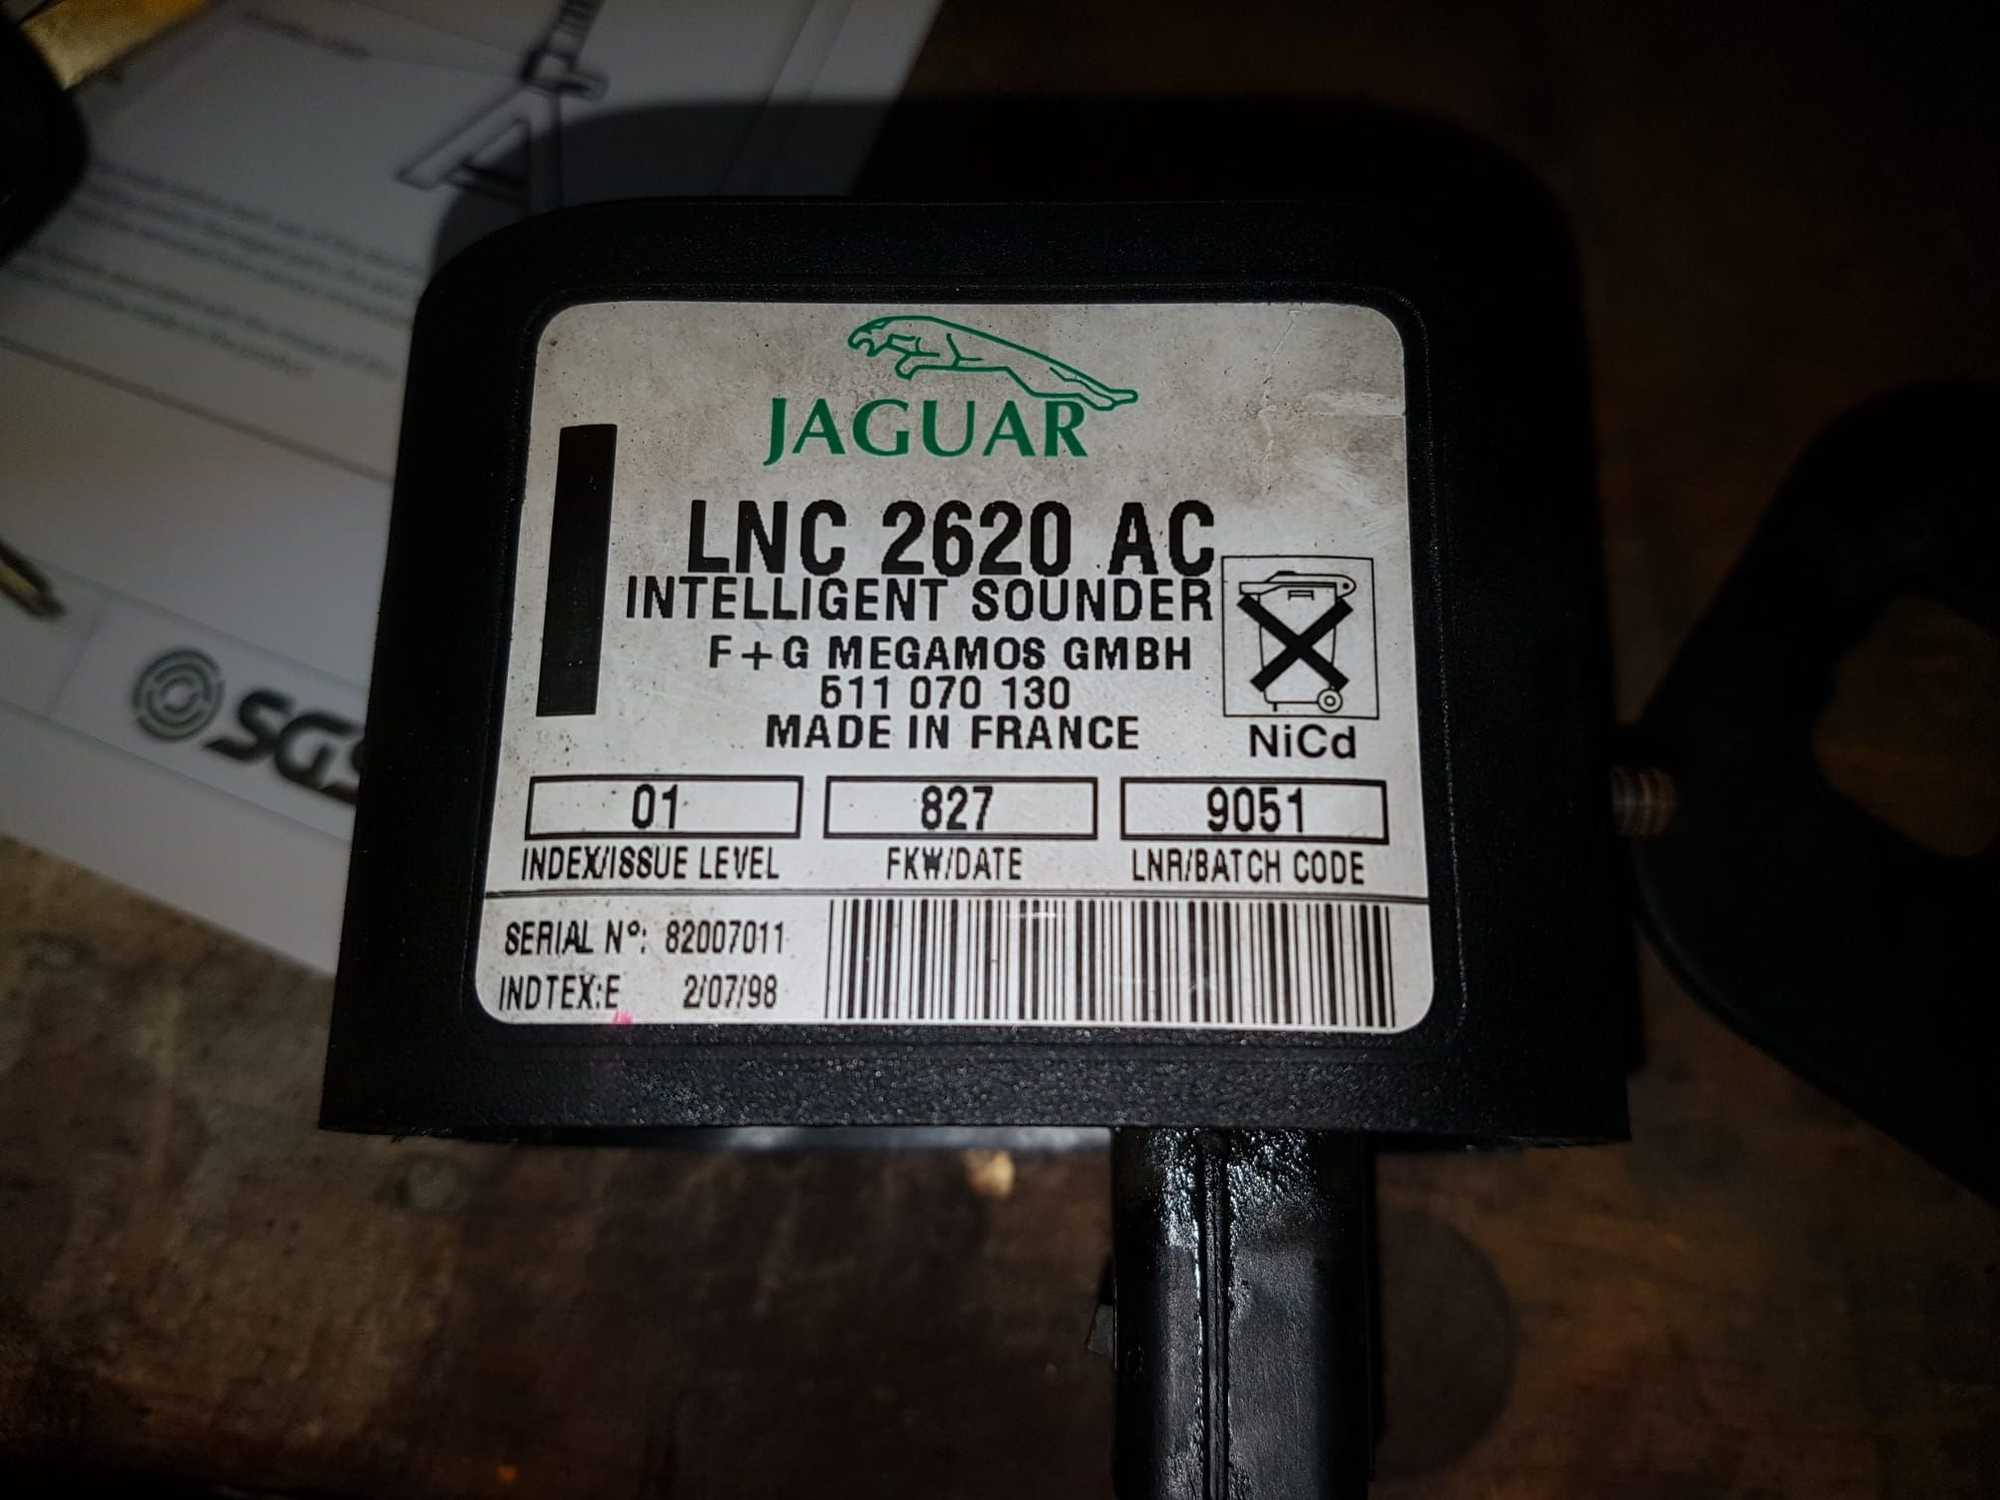 JAGUAR
LNC 2620 AC
INTELLIGENT SOUNDER
F+G MEGAMOS GMBH
511 070 130
MADE IN FRANCE
NiCd
01 827 9051
INDEX/ISSUE LEVEL FKW/DATE LNR/BATCH CODE
SERIAL Nº: 82007011
INDTEX:E 2/07/98
SGS